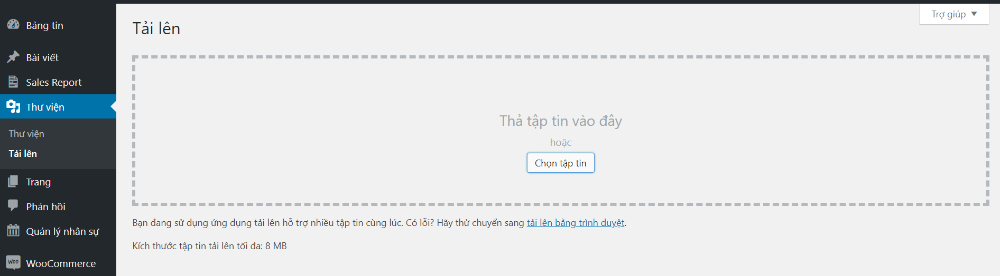 Bảng tin
Bài viết
Sales Report
Thư viện
Thư viện
Tải lên
Trang
Phản hồi
Quản lý nhân sự
Woo WooCommerce
Trợ giúp
Tải lên
Thả tập tin vào đây
hoặc
Chọn tập tin
Bạn đang sử dụng ứng dụng tải lên hỗ trợ nhiều tập tin cùng lúc. Có lỗi? Hãy thử chuyển sang tải lên bằng trình duyệt.
Kích thước tập tin tải lên tối đa: 8 MB